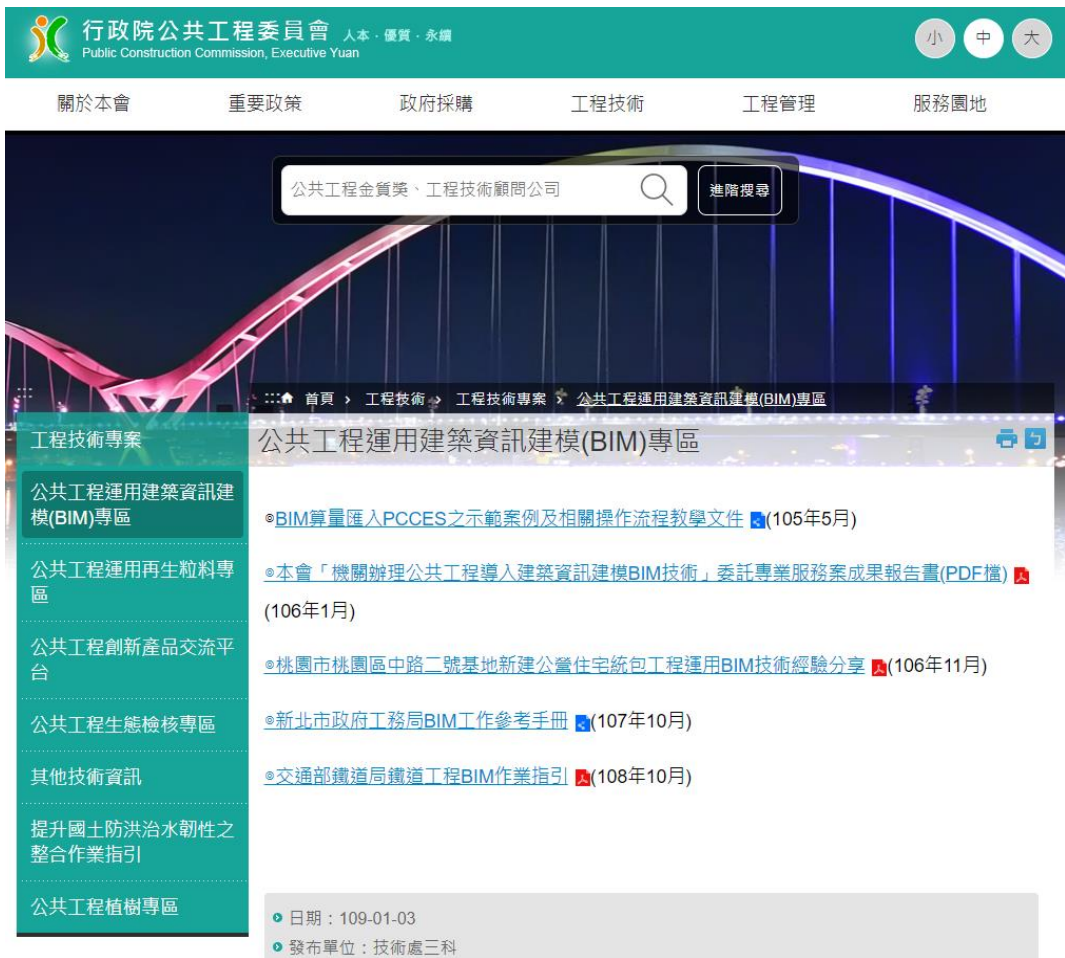 行政院公共工程委員會 人本．優質．永續
Public Construction Commission, Executive Yuan
小 中 大
關於本會 重要政策 政府採購 工程技術 工程管理 服務園地
公共工程金質獎、工程技術顧問公司 進階搜尋
::: 首頁 › 工程技術 › 工程技術專案 › 公共工程運用建築資訊建模(BIM)專區
工程技術專案
公共工程運用建築資訊建
模(BIM)專區
公共工程運用再生粒料專
區
公共工程創新產品交流平
台
公共工程生態檢核專區
其他技術資訊
提升國土防洪治水韌性之
整合作業指引
公共工程植樹專區
公共工程運用建築資訊建模(BIM)專區
◎BIM算量匯入PCCES之示範案例及相關操作流程教學文件 (105年5月)
◎本會「機關辦理公共工程導入建築資訊建模BIM技術」委託專業服務案成果報告書(PDF檔)
(106年1月)
◎桃園市桃園區中路二號基地新建公營住宅統包工程運用BIM技術經驗分享 (106年11月)
◎新北市政府工務局BIM工作參考手冊 (107年10月)
◎交通部鐵道局鐵道工程BIM作業指引 (108年10月)
日期：109-01-03
發布單位：技術處三科